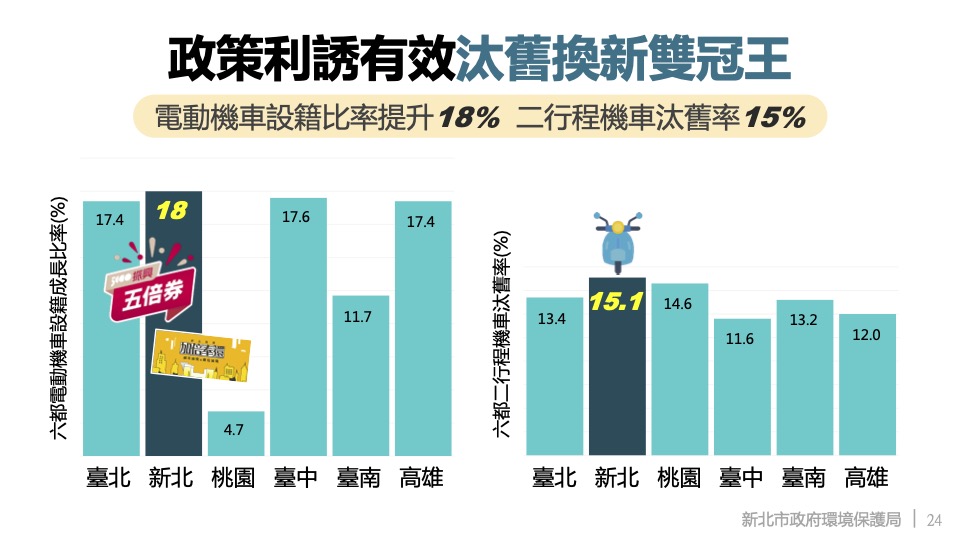 政策利誘有效汰舊換新雙冠王
電動機車設籍比率提升18% 二行程機車汰舊率15%
六都電動機車設籍成長比率(%)
17.4
18
4.7
17.6
11.7
17.4
振興
五倍券
加倍奉還
臺北 新北 桃園 臺中 臺南 高雄
六都二行程機車汰舊率(%)
13.4
15.1
14.6
11.6
13.2
12.0
臺北 新北 桃園 臺中 臺南 高雄
新北市政府環境保護局 | 24